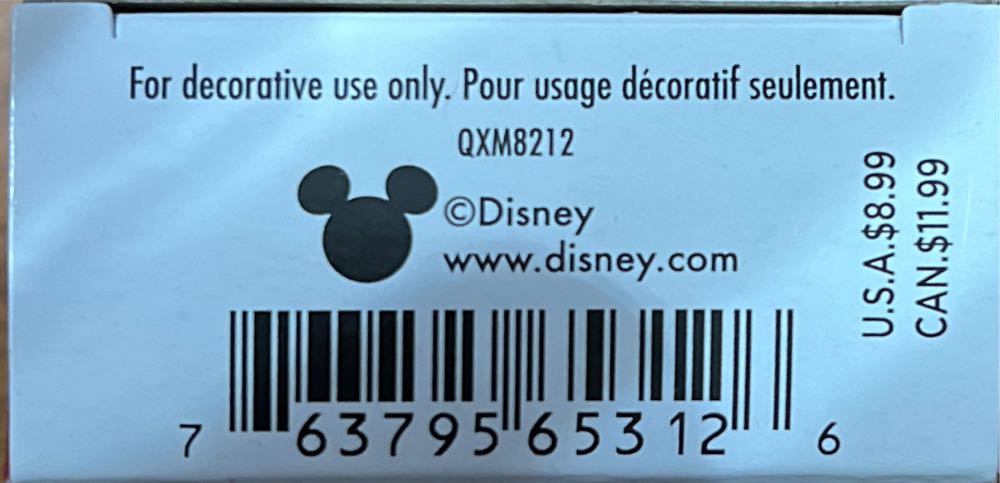 For decorative use only. Pour usage décoratif seulement.
QXM8212
©Disney
www.disney.com
U.S.A.$8.99
CAN.$11.99
7 63795 65312 6